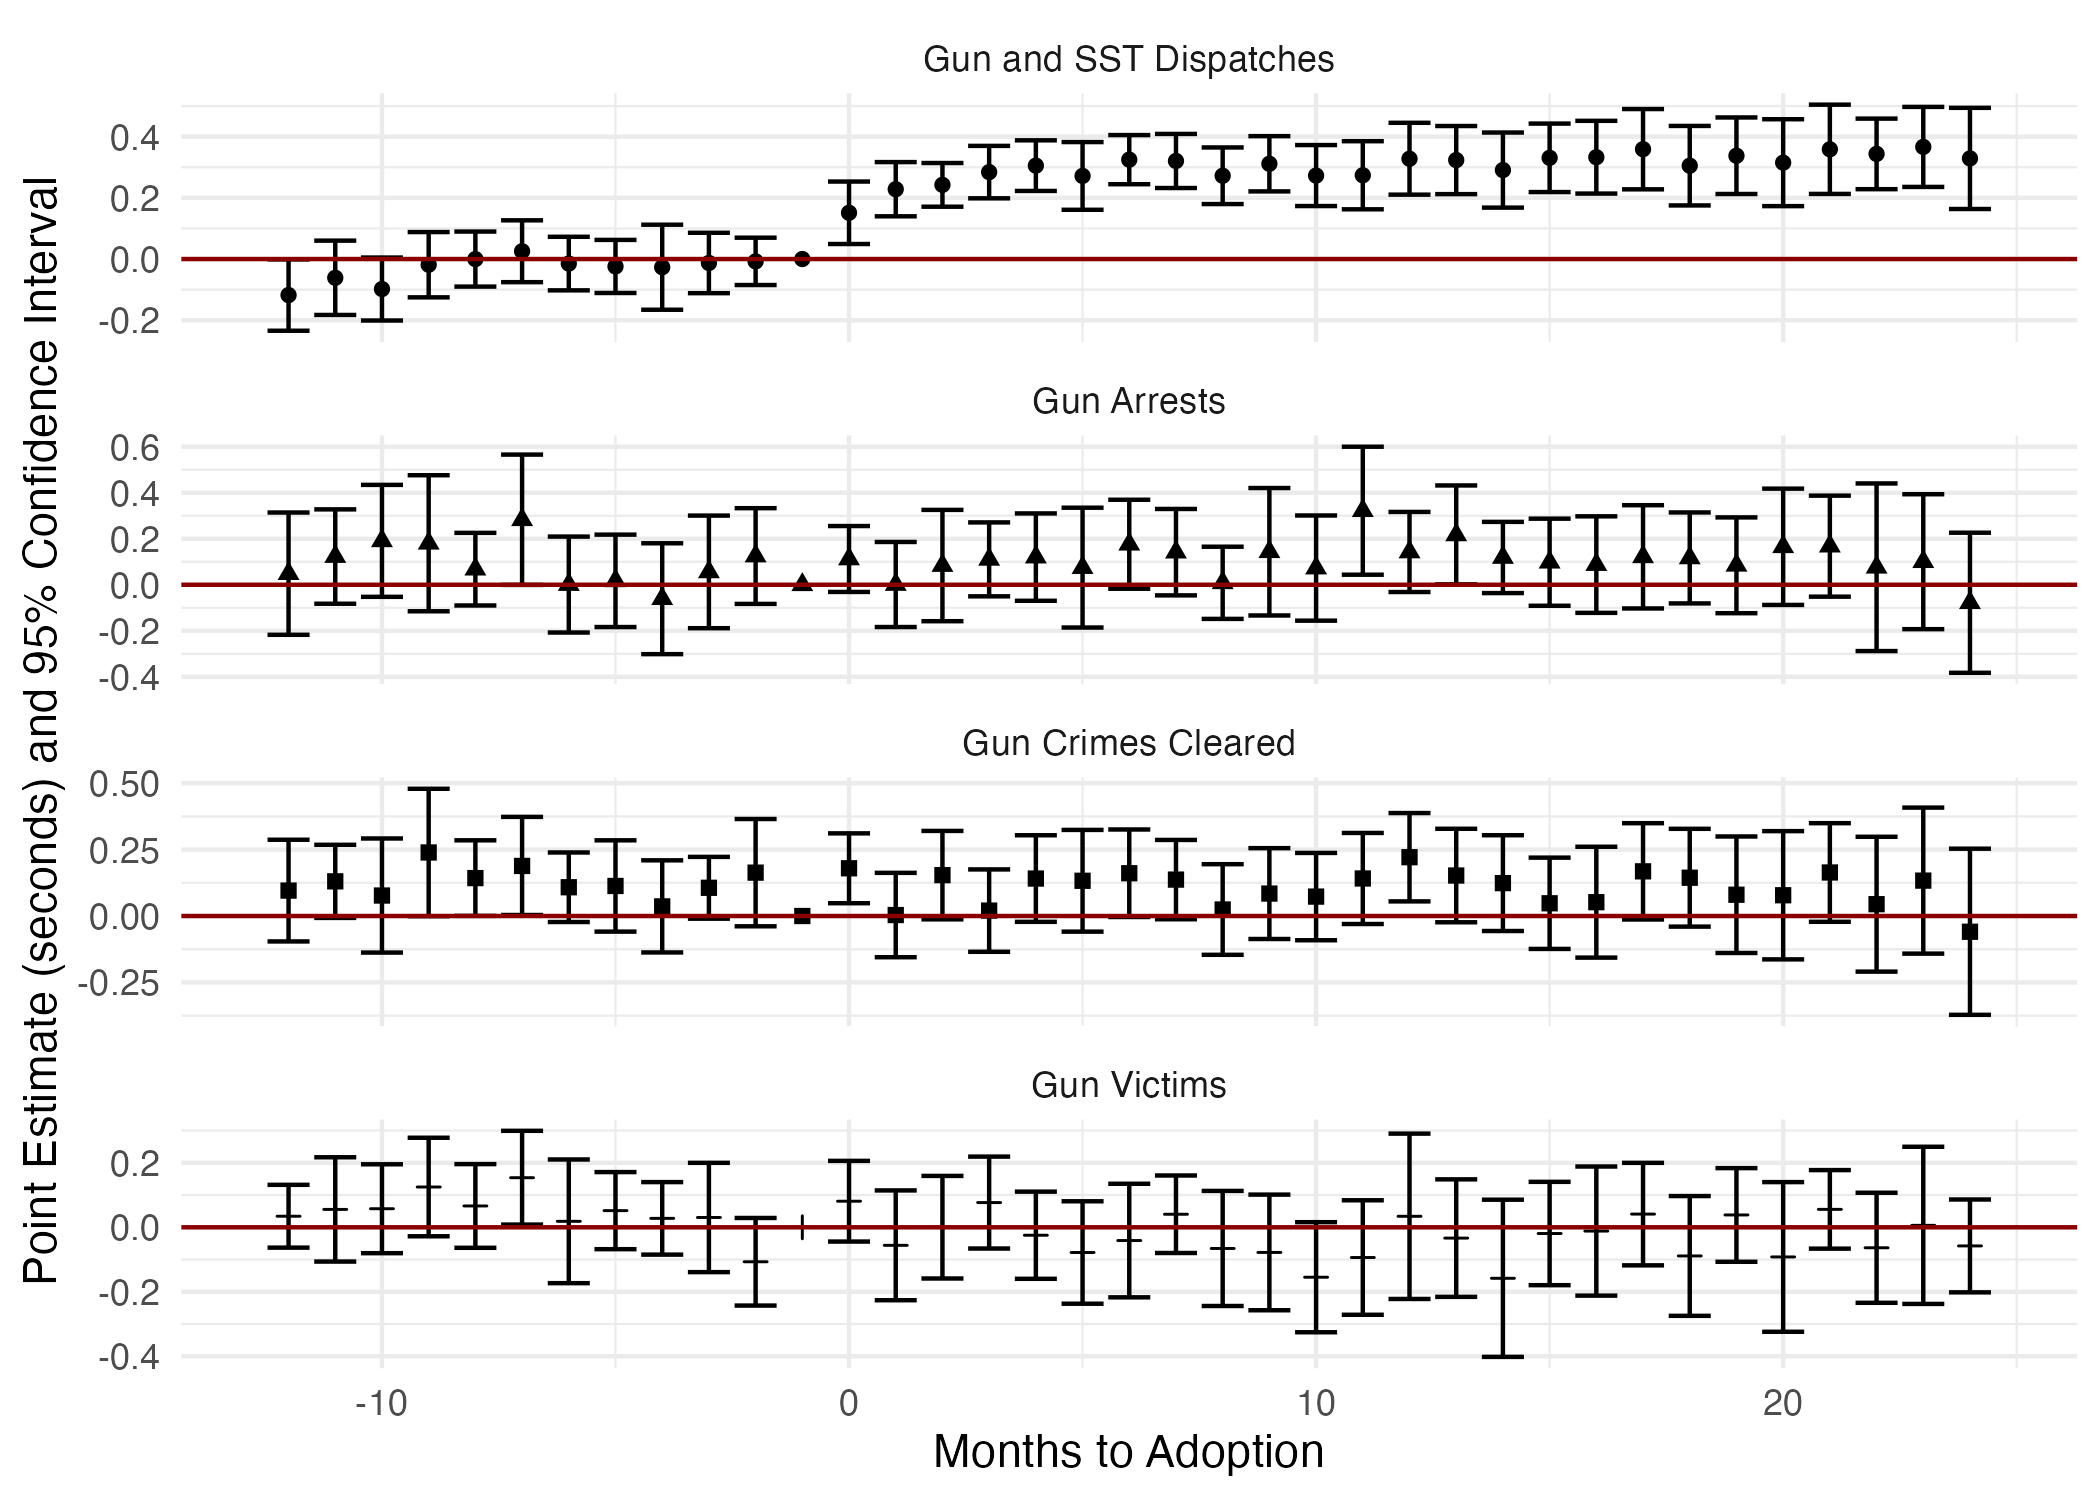 Point Estimate (seconds) and 95% Confidence Interval
Gun and SST Dispatches
0.4
0.2
0.0
-0.2
Gun Arrests
0.6
0.4
0.2
0.0
-0.2
-0.4
Gun Crimes Cleared
0.50
0.25
0.00
-0.25
Gun Victims
0.2
0.0
-0.2
-0.4
-10 0 10 20
Months to Adoption